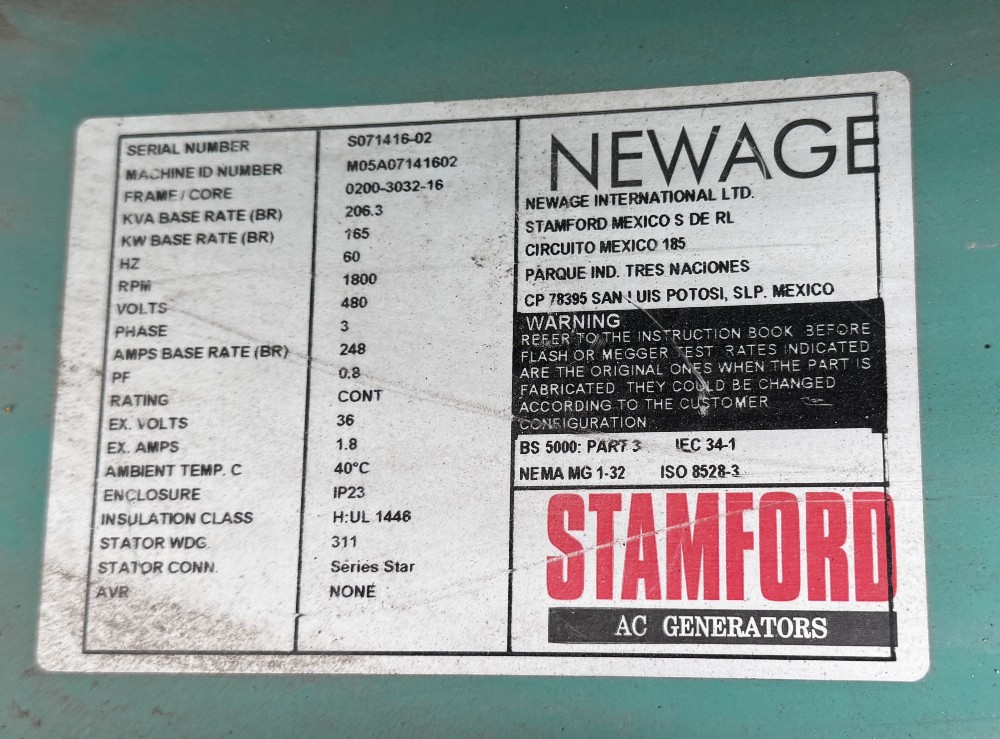 SERIAL NUMBER S071416-02
MACHINE ID NUMBER M05A07141602
FRAME / CORE 0200-3032-16
KVA BASE RATE (BR) 206.3
KW BASE RATE (BR) 165
HZ 60
RPM 1800
VOLTS 480
PHASE 3
AMPS BASE RATE (BR) 248
PF 0.8
RATING CONT
EX. VOLTS 36
EX. AMPS 1.8
AMBIENT TEMP. C 40°C
ENCLOSURE IP23
INSULATION CLASS H:UL 1446
STATOR WDG 311
STATOR CONN. Series Star
AVR NONE
NEWAGE
NEWAGE INTERNATIONAL LTD.
STAMFORD MEXICO S DE RL
CIRCUITO MEXICO 185
PARQUE IND. TRES NACIONES
CP 78395 SAN LUIS POTOSI, SLP. MEXICO
WARNING
REFER TO THE INSTRUCTION BOOK BEFORE
FLASH OR MEGGER TEST. RATES INDICATED
ARE THE ORIGINAL ONES WHEN THE PART IS
FABRICATED. THEY COULD BE CHANGED
ACCORDING TO THE CUSTOMER
CONFIGURATION
BS 5000: PART 3 IEC 34-1
NEMA MG 1-32 ISO 8528-3
STAMFORD
AC GENERATORS